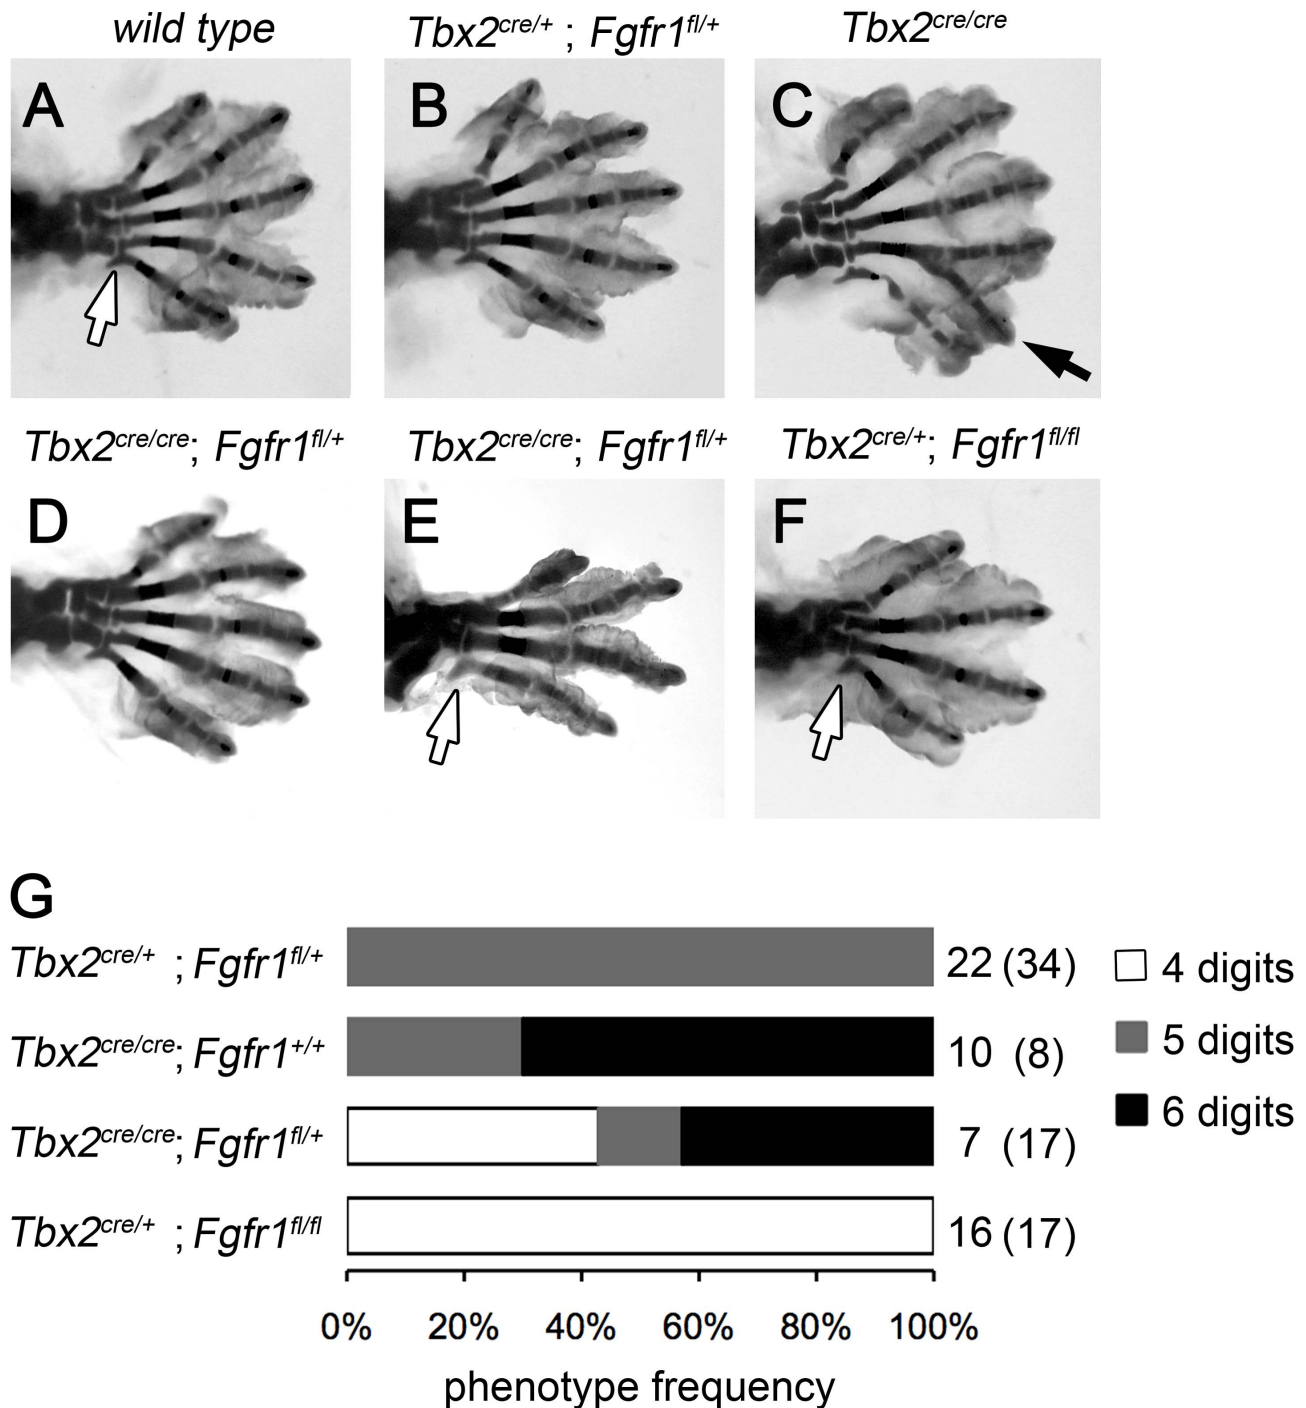 wild type
Tbx2cre/+ ; Fgfr1fl/+
Tbx2cre/cre
A
B
C
Tbx2cre/cre; Fgfr1fl/+
Tbx2cre/cre; Fgfr1fl/+
Tbx2cre/+; Fgfr1fl/fl
D
E
F
G
Tbx2cre/+ ; Fgfr1fl/+ 22 (34)
Tbx2cre/cre; Fgfr1+/+ 10 (8)
Tbx2cre/cre; Fgfr1fl/+ 7 (17)
Tbx2cre/+ ; Fgfr1fl/fl 16 (17)
4 digits
5 digits
6 digits
0% 20% 40% 60% 80% 100%
phenotype frequency